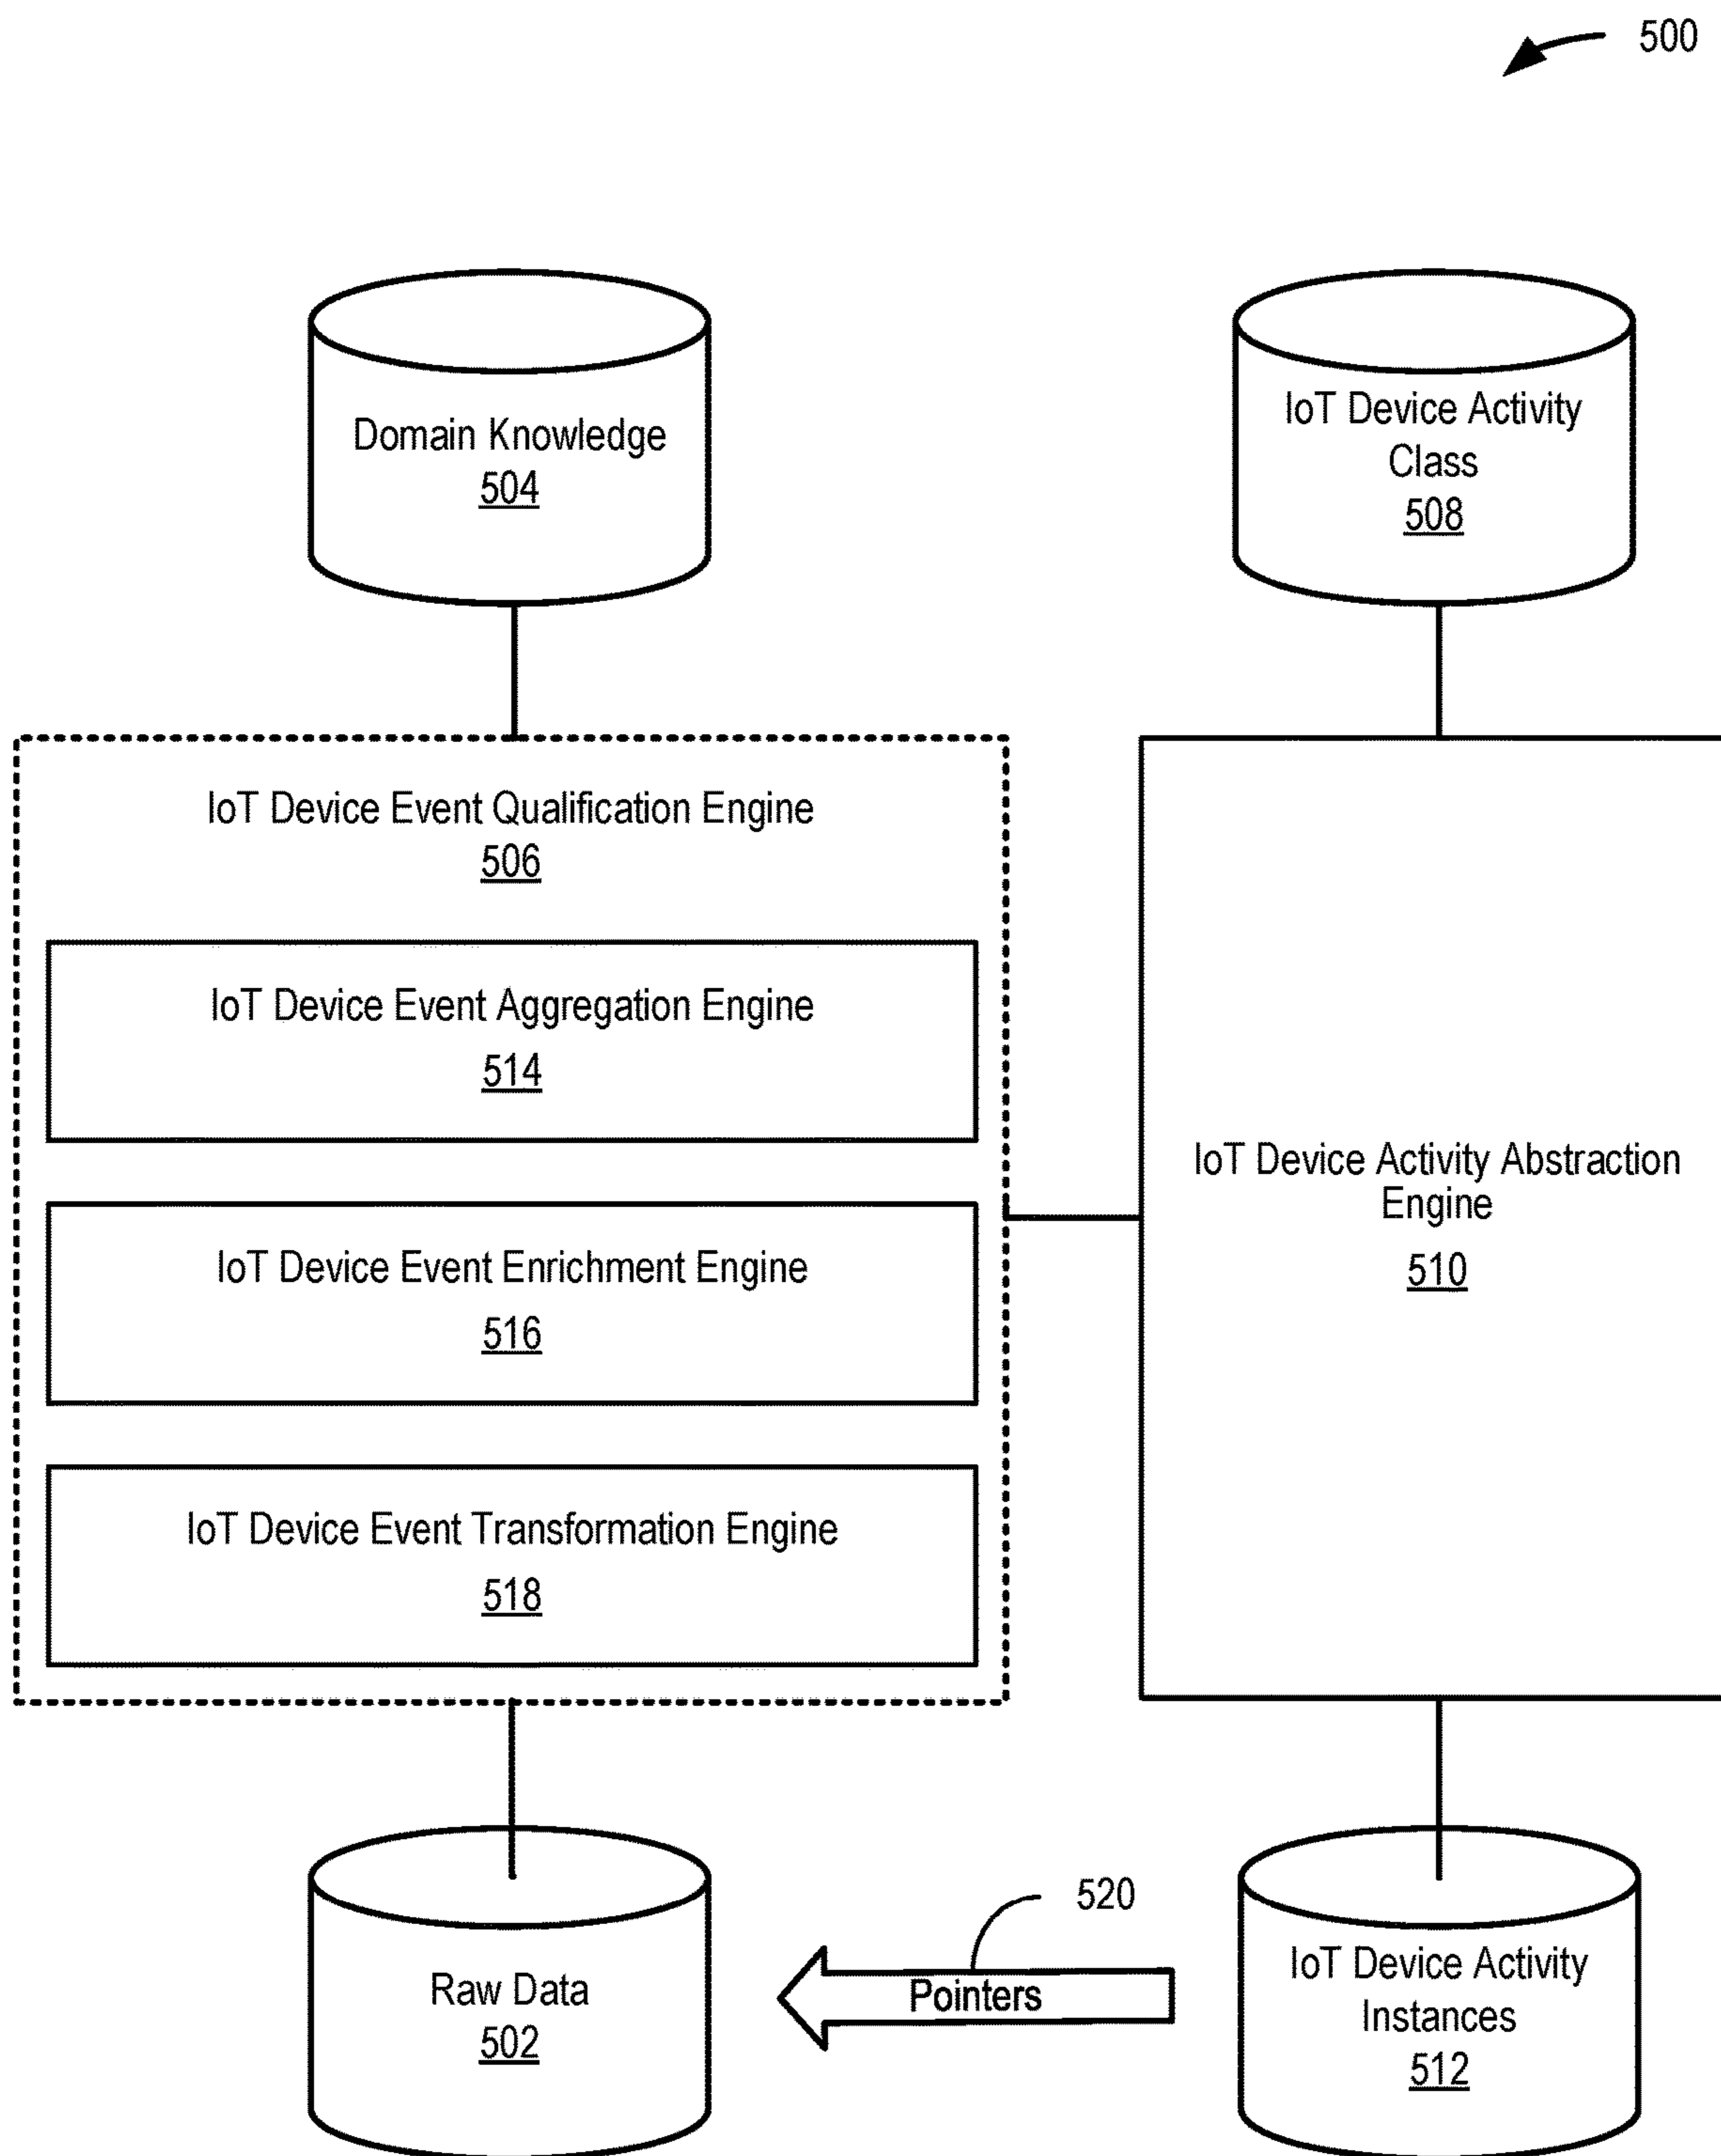 500
Domain Knowledge
504
IoT Device Activity
Class
508
IoT Device Event Qualification Engine
506
IoT Device Event Aggregation Engine
514
IoT Device Event Enrichment Engine
516
IoT Device Event Transformation Engine
518
IoT Device Activity Abstraction
Engine
510
Raw Data
502
520
Pointers
IoT Device Activity
Instances
512